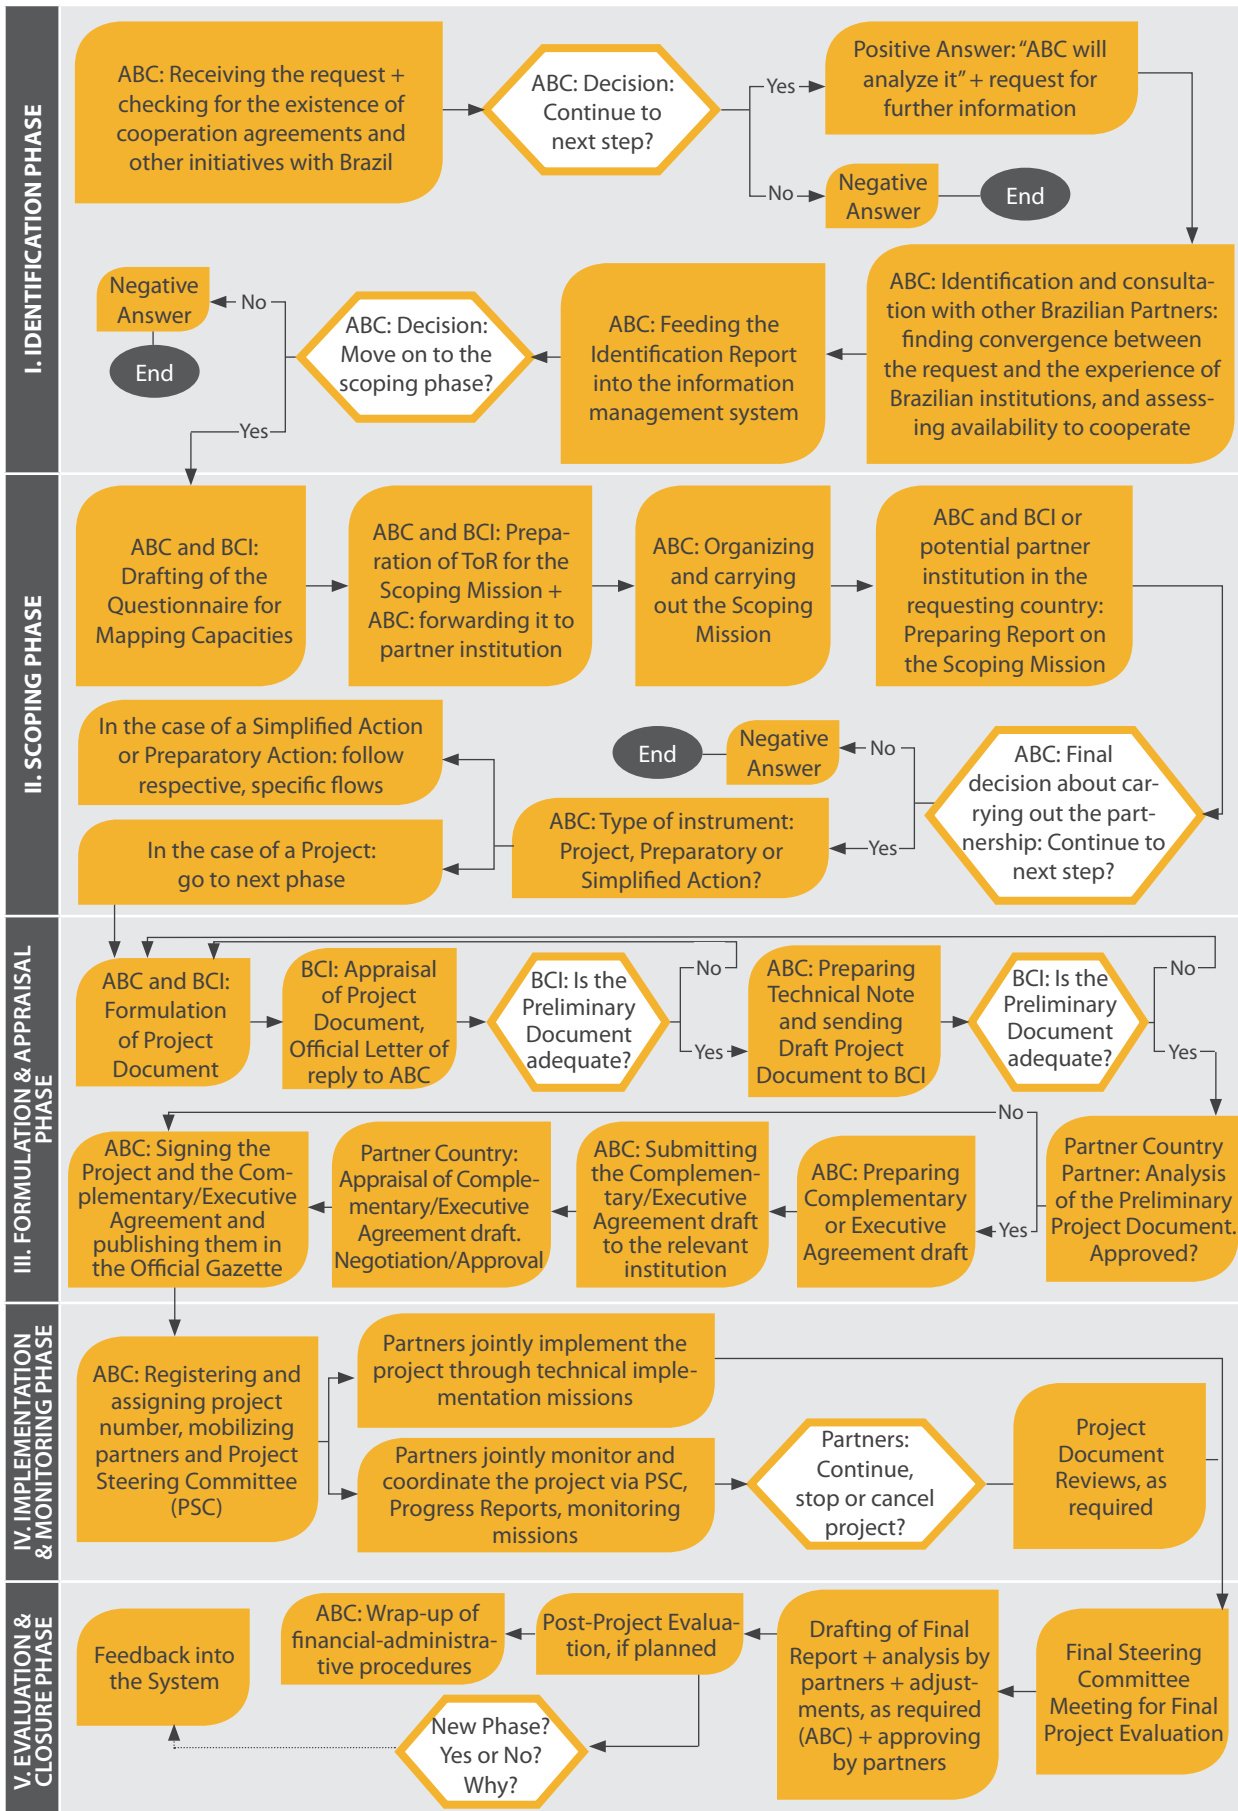 I. IDENTIFICATION PHASE
ABC: Receiving the request +
checking for the existence of
cooperation agreements and
other initiatives with Brazil
ABC: Decision:
Continue to
next step?
Yes
Positive Answer: “ABC will
analyze it” + request for
further information
No
Negative
Answer
End
ABC: Identification and consulta-
tion with other Brazilian Partners:
finding convergence between
the request and the experience of
Brazilian institutions, and assess-
ing availability to cooperate
ABC: Feeding the
Identification Report
into the information
management system
ABC: Decision:
Move on to the
scoping phase?
No
Negative
Answer
End
Yes
II. SCOPING PHASE
ABC and BCI:
Drafting of the
Questionnaire for
Mapping Capacities
ABC and BCI: Prepa-
ration of ToR for the
Scoping Mission +
ABC: forwarding it to
partner institution
ABC: Organizing
and carrying
out the Scoping
Mission
ABC and BCI or
potential partner
institution in the
requesting country:
Preparing Report on
the Scoping Mission
ABC: Final
decision about car-
rying out the part-
nership: Continue to
next step?
No
Negative
Answer
End
Yes
ABC: Type of instrument:
Project, Preparatory or
Simplified Action?
In the case of a Simplified Action
or Preparatory Action: follow
respective, specific flows
In the case of a Project:
go to next phase
III. FORMULATION & APPRAISAL
PHASE
ABC and BCI:
Formulation
of Project
Document
BCI: Appraisal
of Project
Document,
Official Letter of
reply to ABC
BCI: Is the
Preliminary
Document
adequate?
No
Yes
ABC: Preparing
Technical Note
and sending
Draft Project
Document to BCI
BCI: Is the
Preliminary
Document
adequate?
No
Yes
Partner Country
Partner: Analysis
of the Preliminary
Project Document.
Approved?
No
Yes
ABC: Preparing
Complementary
or Executive
Agreement draft
ABC: Submitting
the Complemen-
tary/Executive
Agreement draft
to the relevant
institution
Partner Country:
Appraisal of Comple-
mentary/Executive
Agreement draft.
Negotiation/Approval
ABC: Signing the
Project and the Com-
plementary/Executive
Agreement and
publishing them in
the Official Gazette
IV. IMPLEMENTATION
& MONITORING PHASE
ABC: Registering and
assigning project
number, mobilizing
partners and Project
Steering Committee
(PSC)
Partners jointly implement the
project through technical imple-
mentation missions
Partners jointly monitor and
coordinate the project via PSC,
Progress Reports, monitoring
missions
Partners:
Continue,
stop or cancel
project?
Project
Document
Reviews, as
required
V. EVALUATION &
CLOSURE PHASE
Final Steering
Committee
Meeting for Final
Project Evaluation
Drafting of Final
Report + analysis by
partners + adjust-
ments, as required
(ABC) + approving
by partners
Post-Project Evalua-
tion, if planned
ABC: Wrap-up of
financial-administra-
tive procedures
New Phase?
Yes or No?
Why?
Feedback into
the System